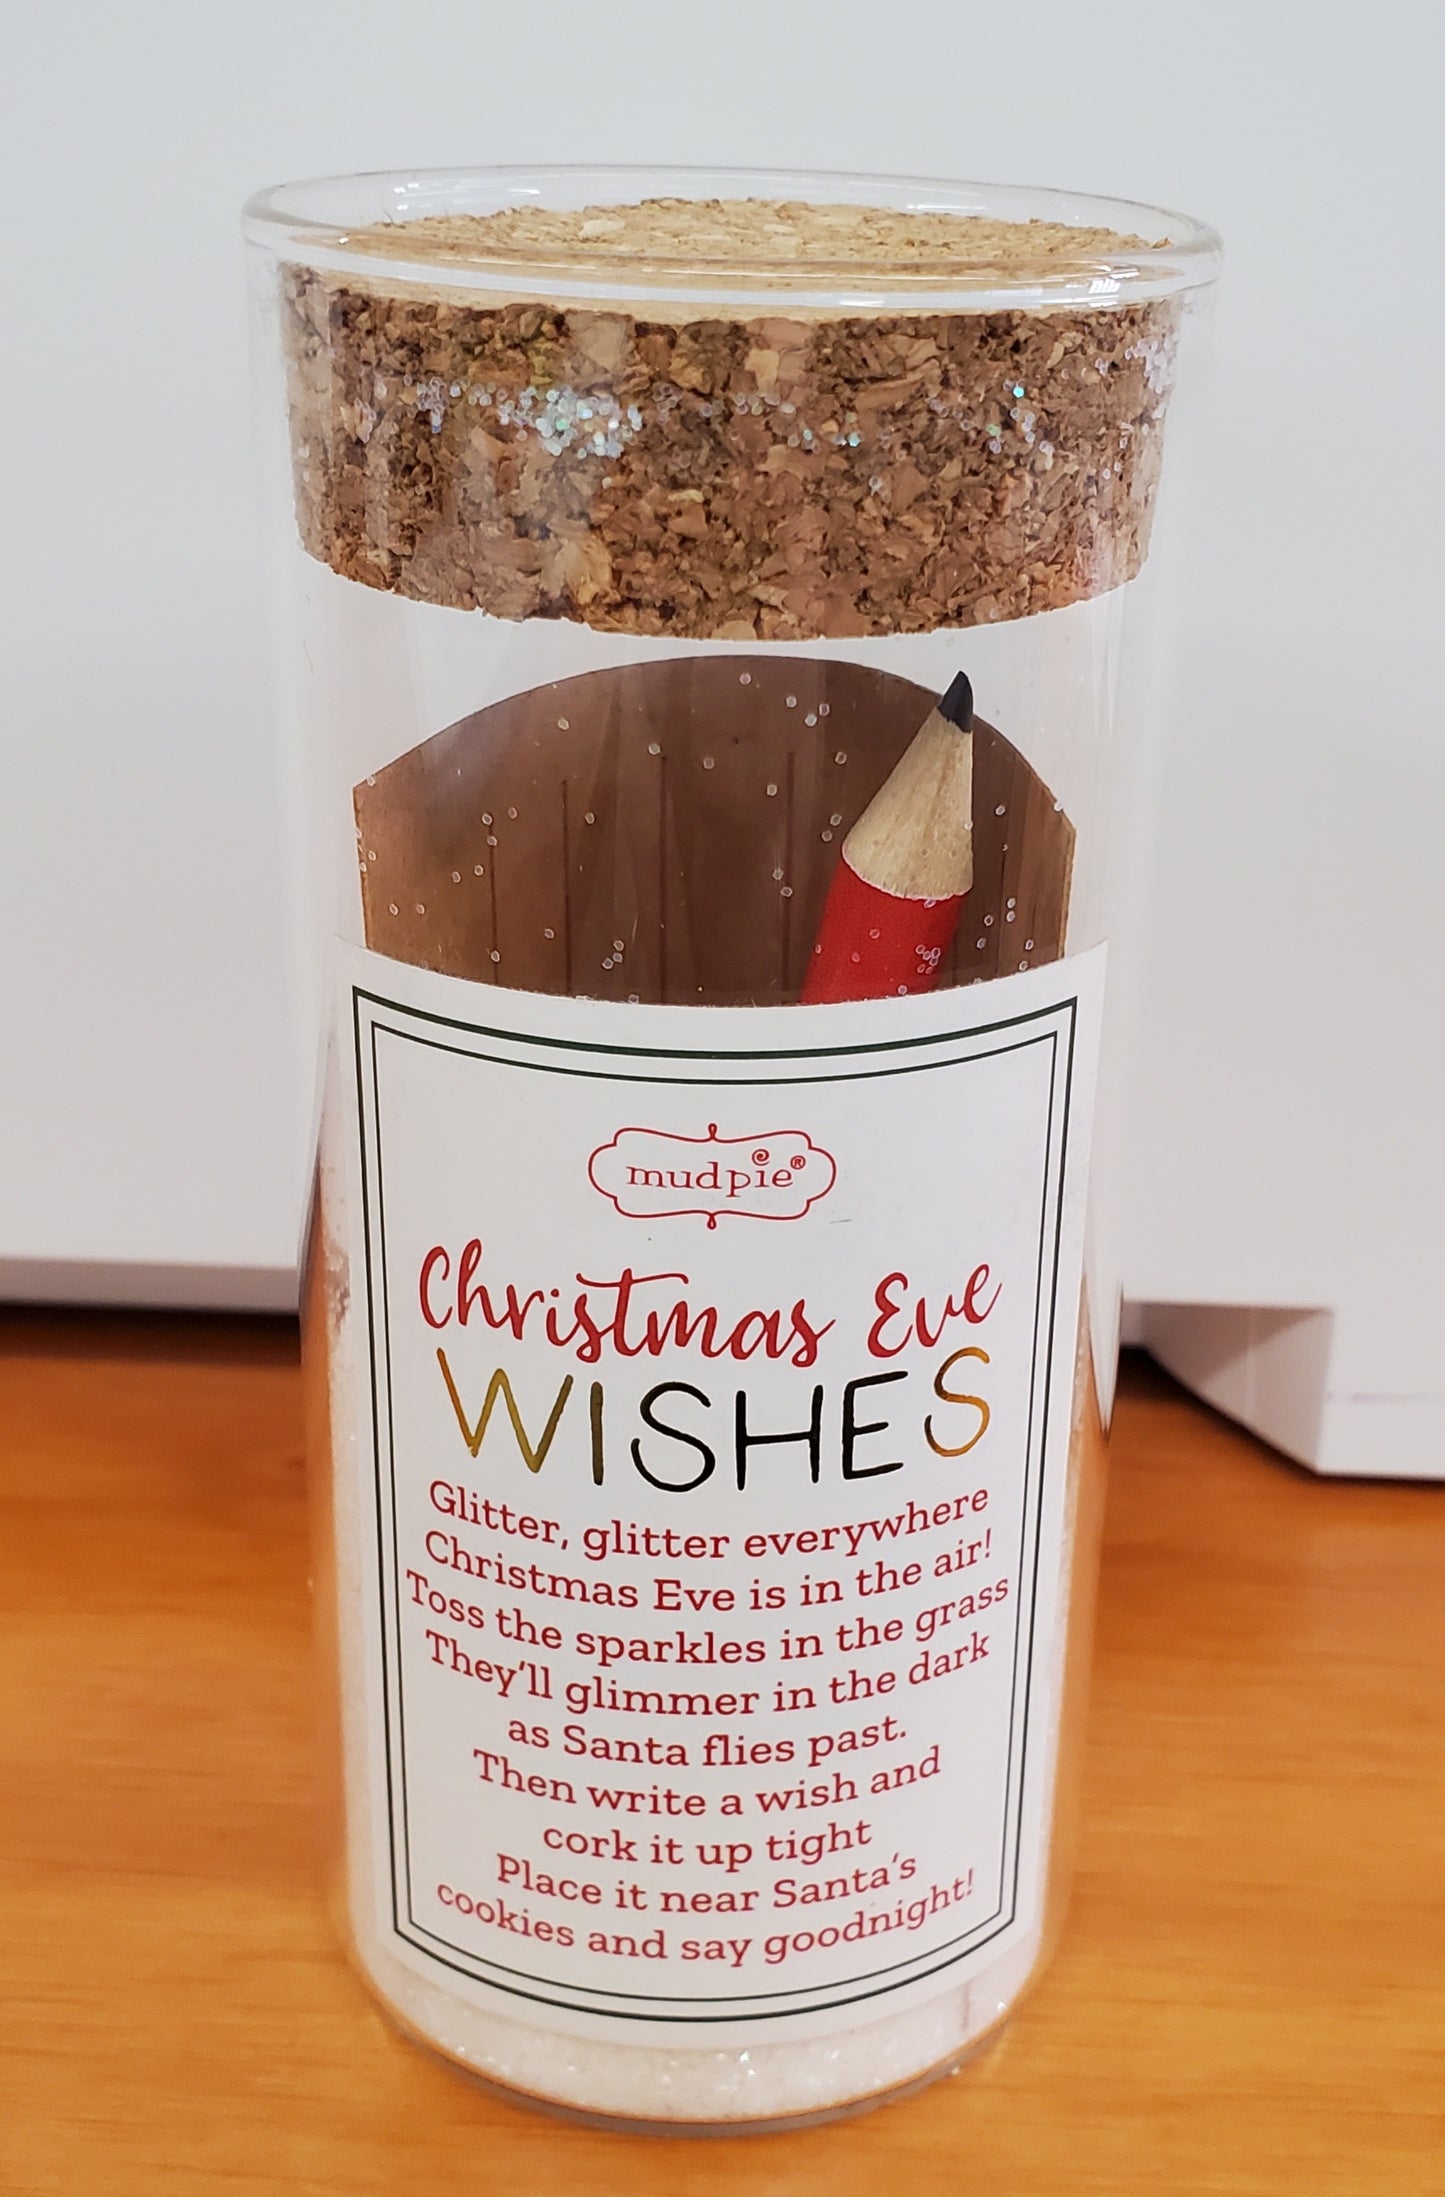 mudpie®
Christmas Eve
WISHES
Glitter, glitter everywhere
Christmas Eve is in the air!
Toss the sparkles in the grass
They'll glimmer in the dark
as Santa flies past.
Then write a wish and
cork it up tight
Place it near Santa's
cookies and say goodnight!